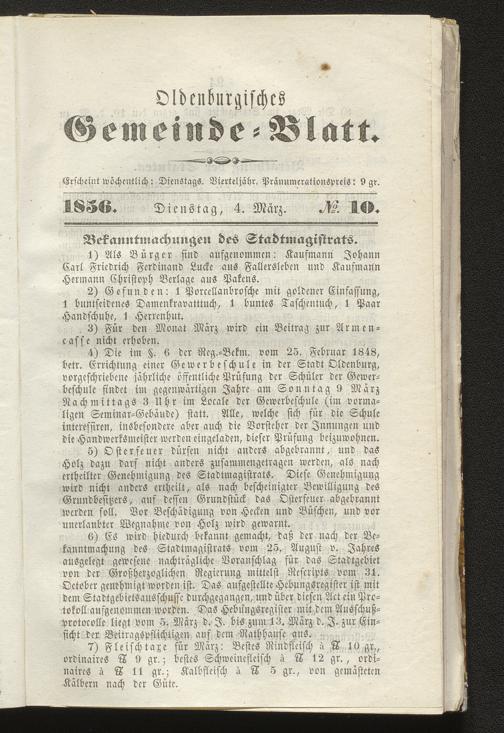 Oldenburgisches
Gemeinde-Blatt.
Erscheint wöchentlich: Dienstags. Vierteljähr. Pränumerationspreis: 9 gr.
1856. Dienstag, 4. März. № 10.
Bekanntmachungen des Stadtmagistrats.
1) Als Bürger sind aufgenommen: Kaufmann Johann
Carl Friedrich Ferdinand Lucke aus Fallersleben und Kaufmann
Hermann Christoph Verlage aus Pakens.
2) Gefunden: 1 Porcellanbrosche mit goldener Einfassung,
1 buntseidenes Damenkravattuch, 1 buntes Taschentuch, 1 Paar
Handschuhe, 1 Herrenhut.
3) Für den Monat März wird ein Beitrag zur Armen-
casse nicht erhoben.
4) Die im §. 6 der Reg.-Bekm. vom 25. Februar 1848,
betr. Errichtung einer Gewerbeschule in der Stadt Oldenburg,
vorgeschriebene jährliche öffentliche Prüfung der Schüler der Gewer-
beschule findet im gegenwärtigen Jahre am Sonntag 9 März
Nachmittags 3 Uhr im Locale der Gewerbeschule (im vorma-
ligen Seminar-Gebäude) statt. Alle, welche sich für die Schule
interessiren, insbesondere aber auch die Vorsteher der Innungen und
die Handwerksmeister werden eingeladen, dieser Prüfung beizuwohnen.
5) Osterfeuer dürfen nicht anders abgebrannt, und das
Holz dazu darf nicht anders zusammengetragen werden, als nach
ertheilter Genehmigung des Stadtmagistrats. Diese Genehmigung
wird nicht anders ertheilt, als nach bescheinigter Bewilligung des
Grundbesitzers, auf dessen Grundstück das Osterfeuer abgebrannt
werden soll. Vor Beschädigung von Hecken und Büschen, und vor
unerlaubter Wegnahme von Holz wird gewarnt.
6) Es wird hiedurch bekannt gemacht, daß der nach der Be-
kanntmachung des Stadtmagistrats vom 25. August v. Jahres
ausgelegt gewesene nachträgliche Voranschlag für das Stadtgebiet
von der Großherzoglichen Regierung mittelst Rescripts vom 31.
October genehmigt worden ist. Das aufgestellte Hebungsregister ist mit
dem Stadtgebietsausschusse durchgegangen, und über diesen Act ein Pro-
tokoll aufgenommen worden. Das Hebungsregister mit dem Ausschuß-
protocolle liegt vom 5. März d. J. bis zum 13. März d. J. zur Ein-
sicht der Beitragspflichtigen auf dem Rathhause aus.
7) Fleischtaxe für März: Bestes Rindfleisch à ℔ 10 gr.,
ordinaires ℔ 9 gr.; bestes Schweinefleisch à ℔ 12 gr., ordi-
naires à ℔ 11 gr.; Kalbfleisch à ℔ 5 gr., von gemästeten
Kälbern nach der Güte.